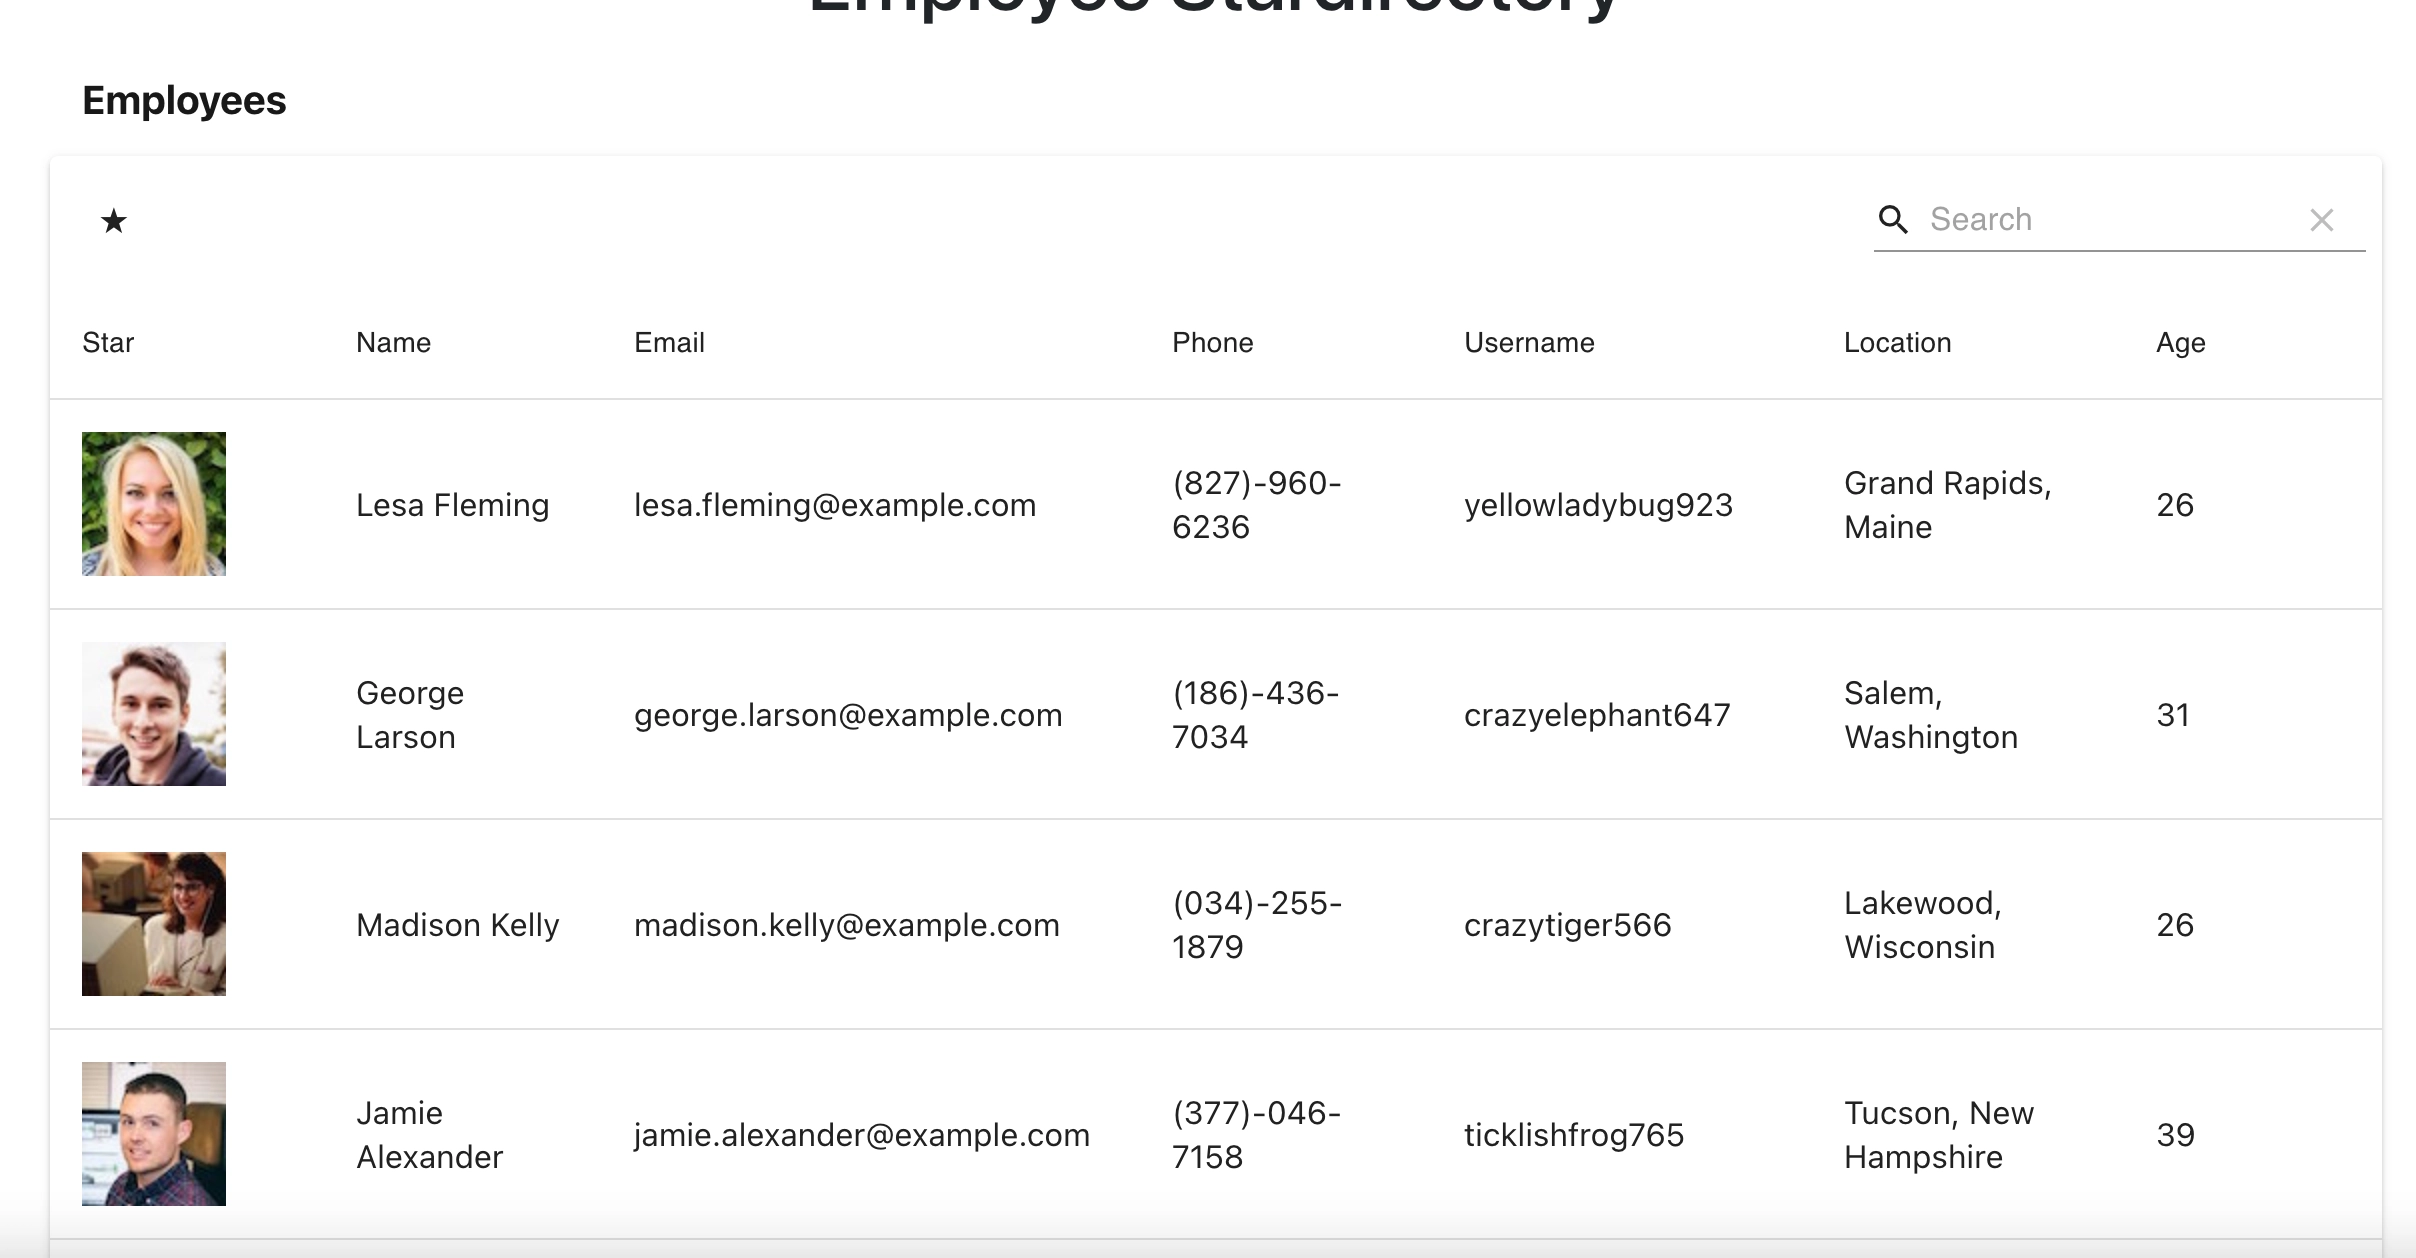 Employee Stardirectory
Employees
★
Search
Star Name Email Phone Username Location Age
Lesa Fleming lesa.fleming@example.com (827)-960-
6236 yellowladybug923 Grand Rapids,
Maine 26
George
Larson george.larson@example.com (186)-436-
7034 crazyelephant647 Salem,
Washington 31
Madison Kelly madison.kelly@example.com (034)-255-
1879 crazytiger566 Lakewood,
Wisconsin 26
Jamie
Alexander jamie.alexander@example.com (377)-046-
7158 ticklishfrog765 Tucson, New
Hampshire 39